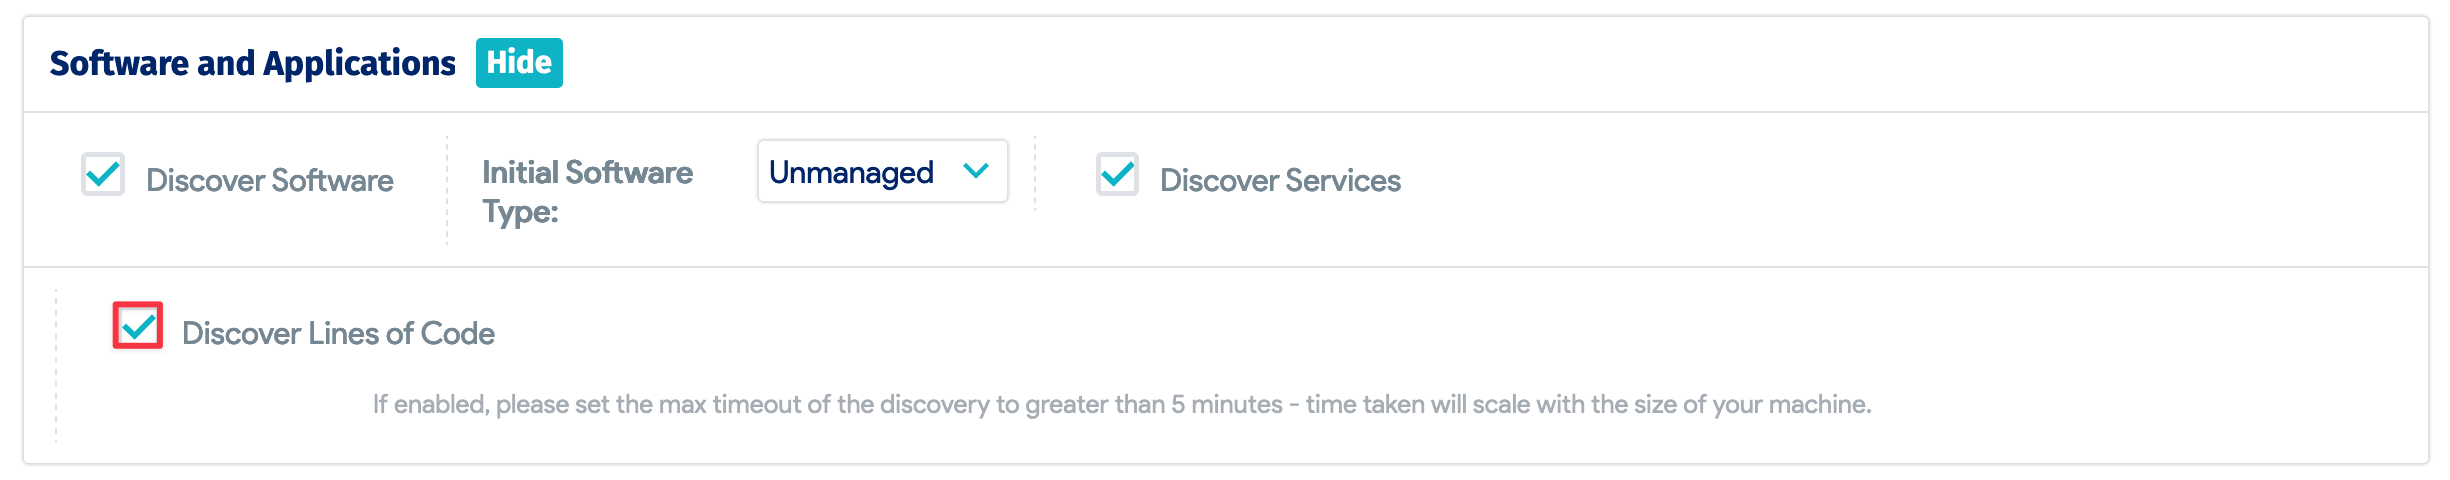 Software and Applications Hide
Discover Software
Initial Software
Type:
Unmanaged
Discover Services
Discover Lines of Code
If enabled, please set the max timeout of the discovery to greater than 5 minutes - time taken will scale with the size of your machine.